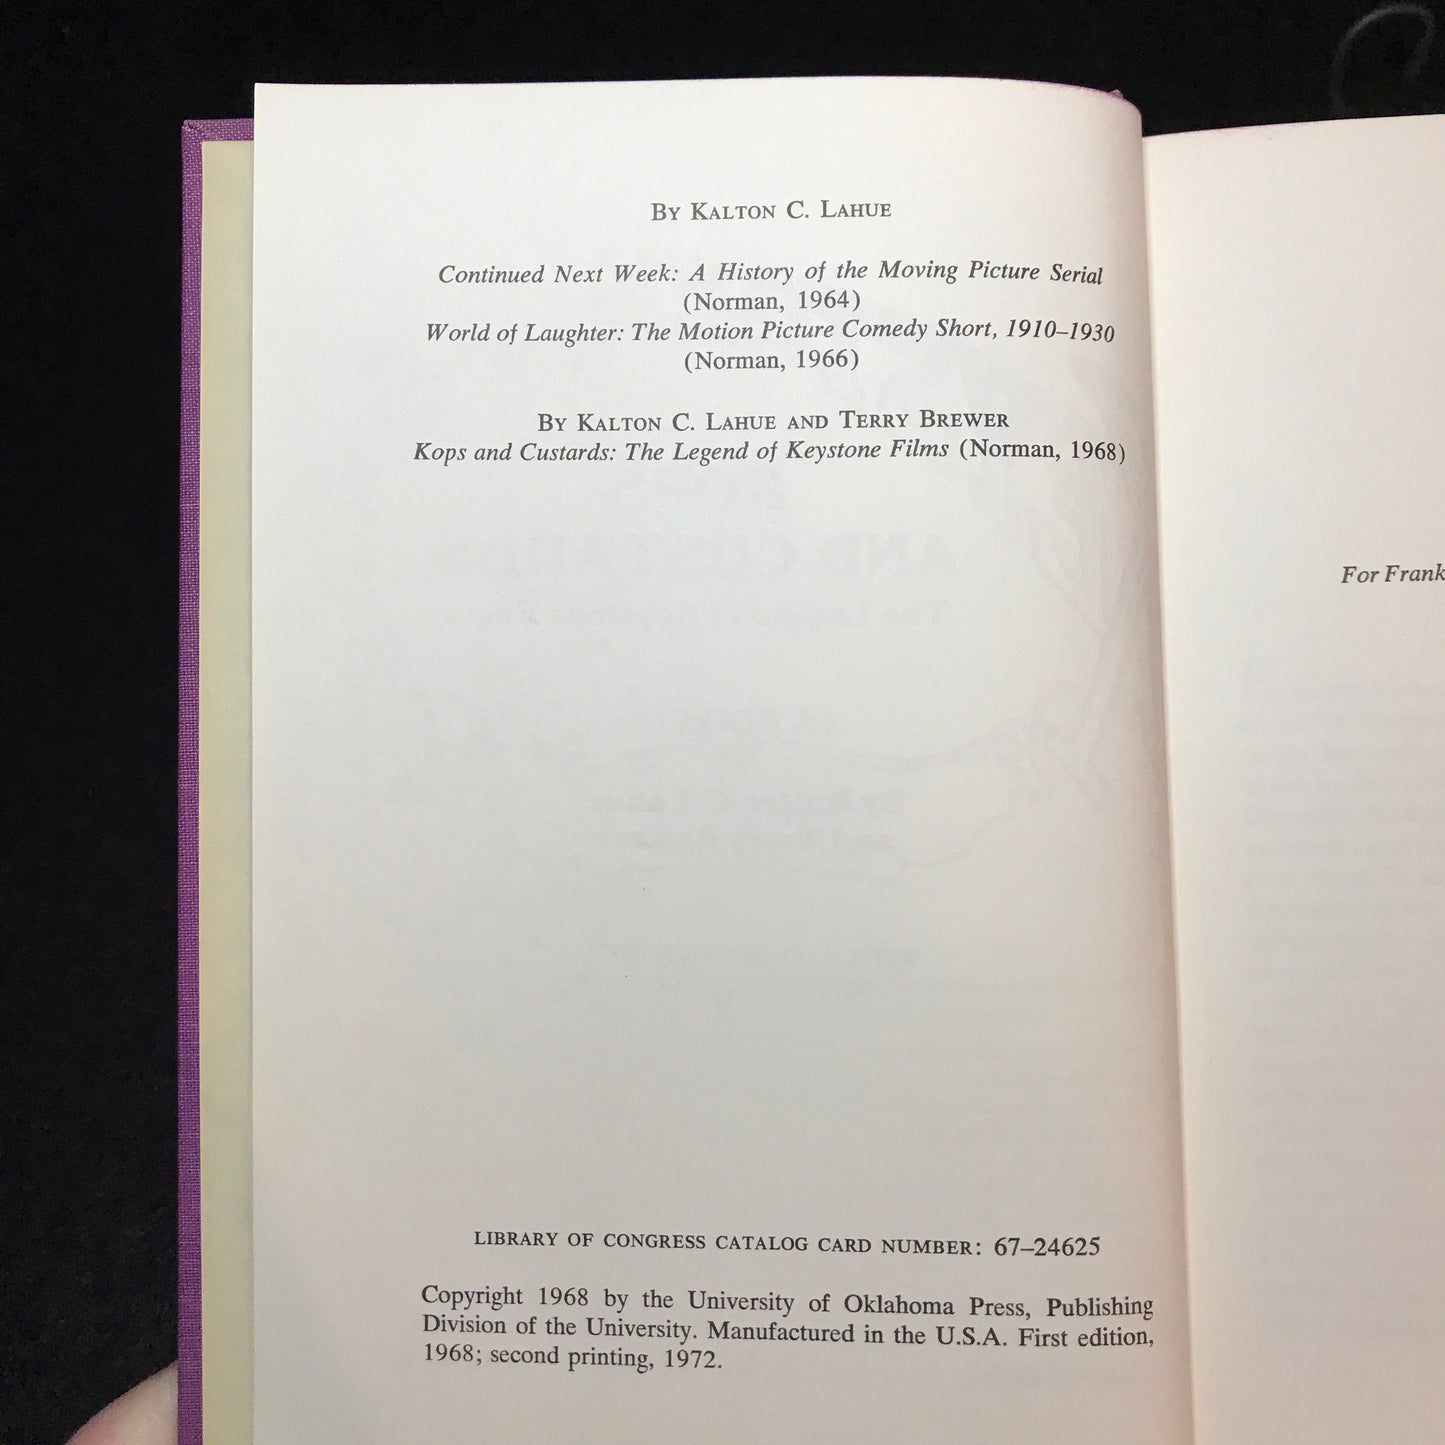 By Kalton C. Lahue
Continued Next Week: A History of the Moving Picture Serial
(Norman, 1964)
World of Laughter: The Motion Picture Comedy Short, 1910–1930
(Norman, 1966)
By Kalton C. Lahue and Terry Brewer
Kops and Custards: The Legend of Keystone Films (Norman, 1968)
LIBRARY OF CONGRESS CATALOG CARD NUMBER: 67–24625
Copyright 1968 by the University of Oklahoma Press, Publishing
Division of the University. Manufactured in the U.S.A. First edition,
1968; second printing, 1972.
For Frank